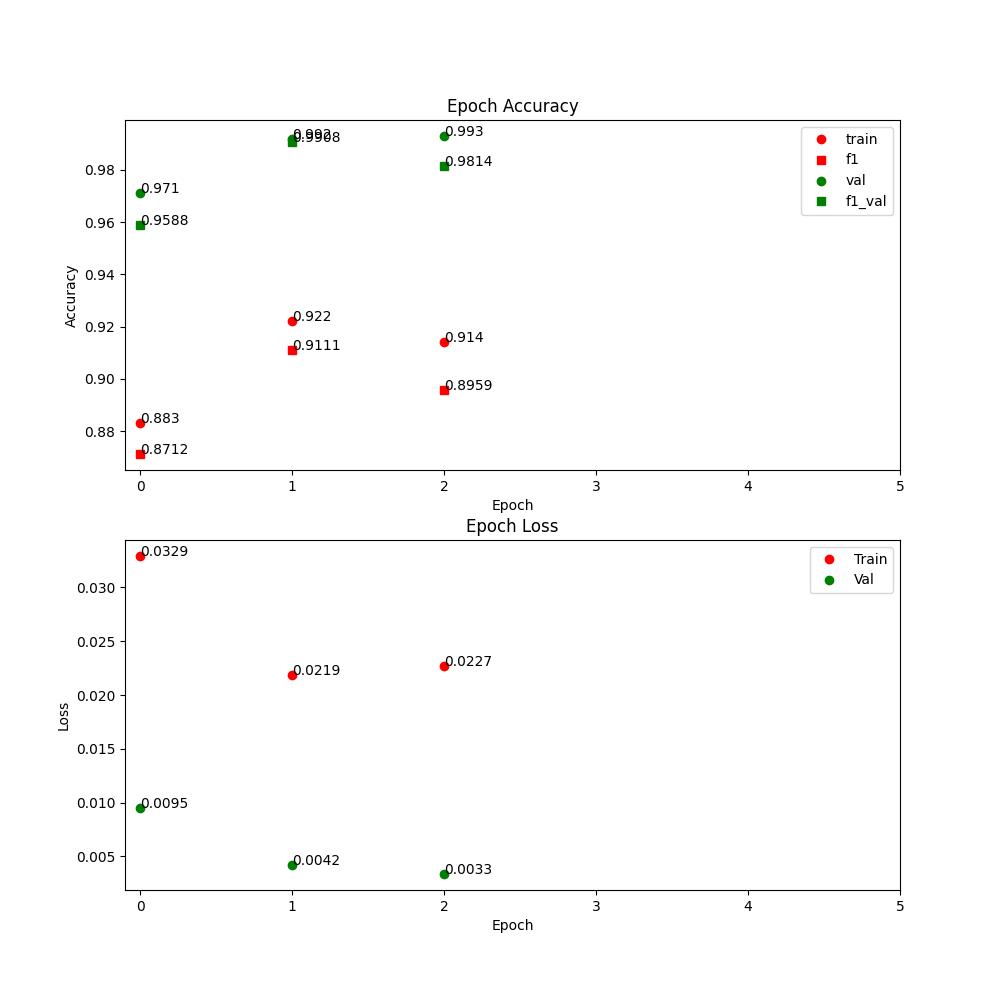 Epoch Accuracy
0.992
0.993
0.9908
train
f1
val
f1_val
0.9814
0.971
0.9588
0.922
0.9111
0.914
0.8959
0.883
0.8712
0.98
0.96
0.94
0.92
0.90
0.88
Accuracy
0 1 2 3 4 5
Epoch
Epoch Loss
0.0329
Train
Val
0.0219
0.0227
0.0095
0.0042
0.0033
0.030
0.025
0.020
0.015
0.010
0.005
Loss
0 1 2 3 4 5
Epoch